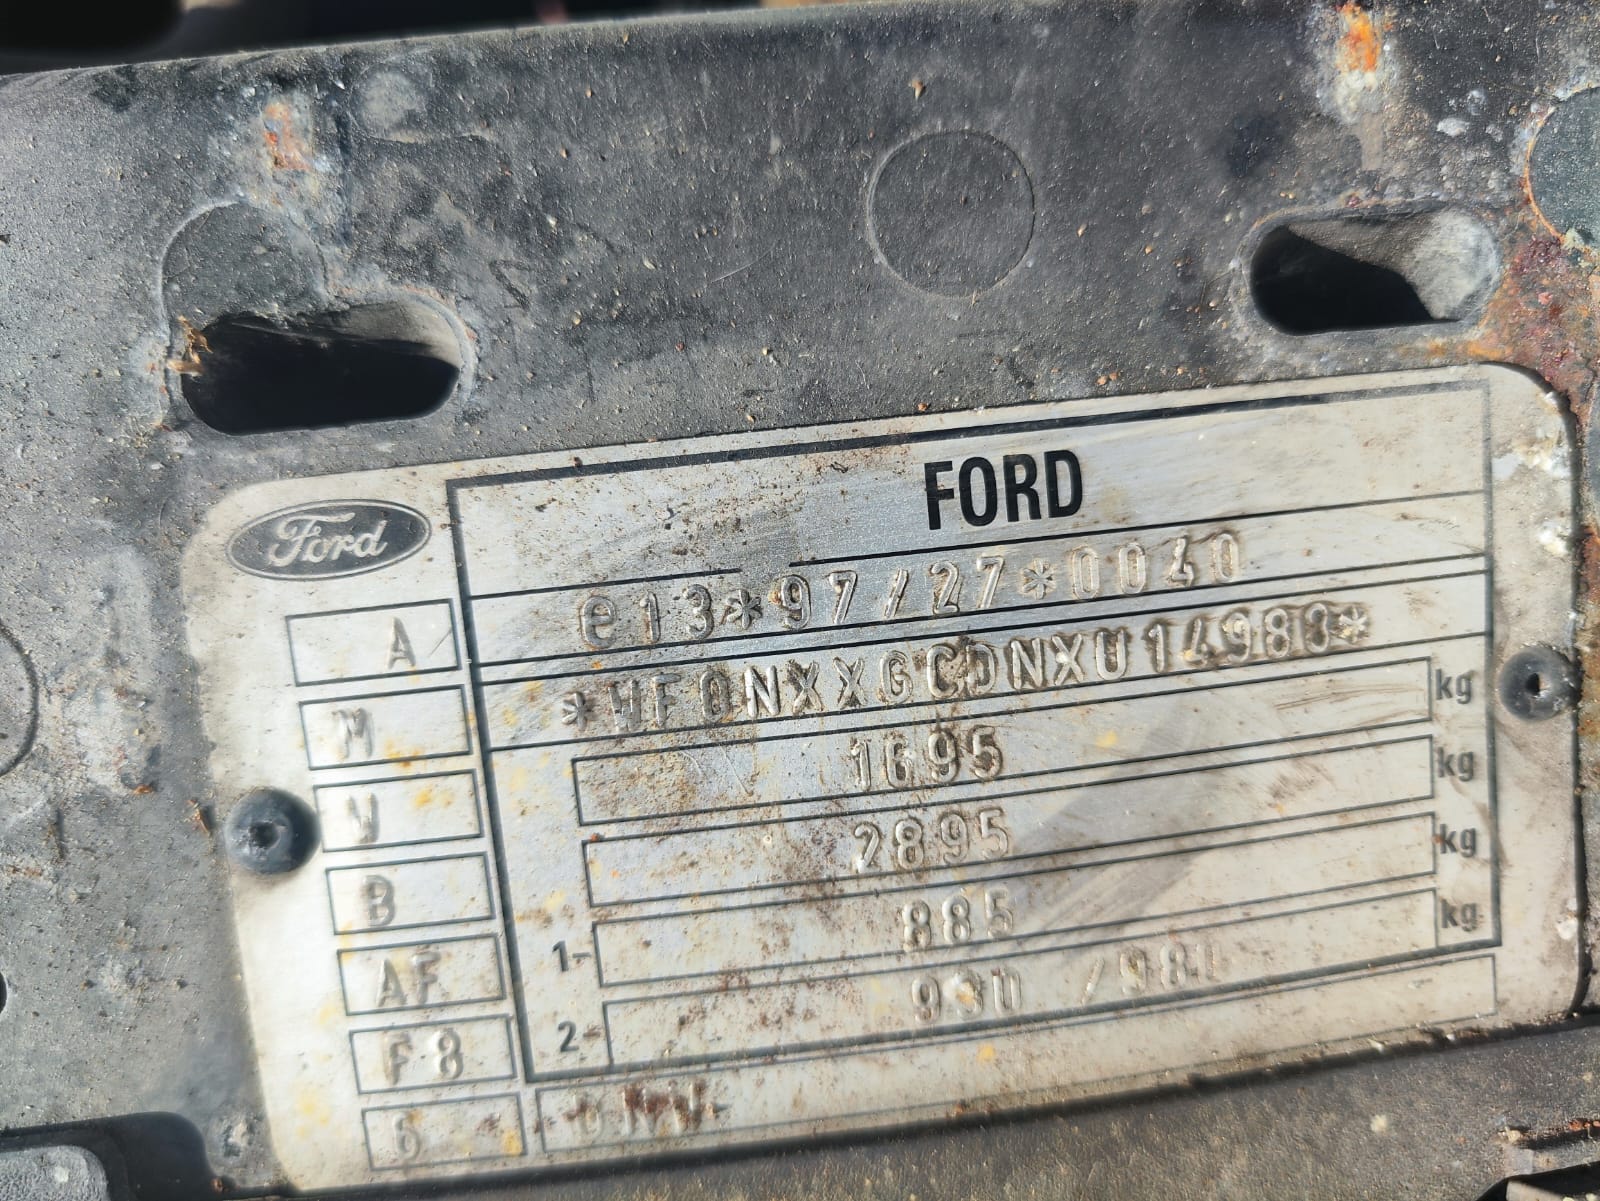 FORD
Ford
e13*97/27*0040
A
*WF0NXXGCDNXU14988*
M
1695 kg
W
2895 kg
B
1- 885 kg
AF
2- 930 /980 kg
F8
6